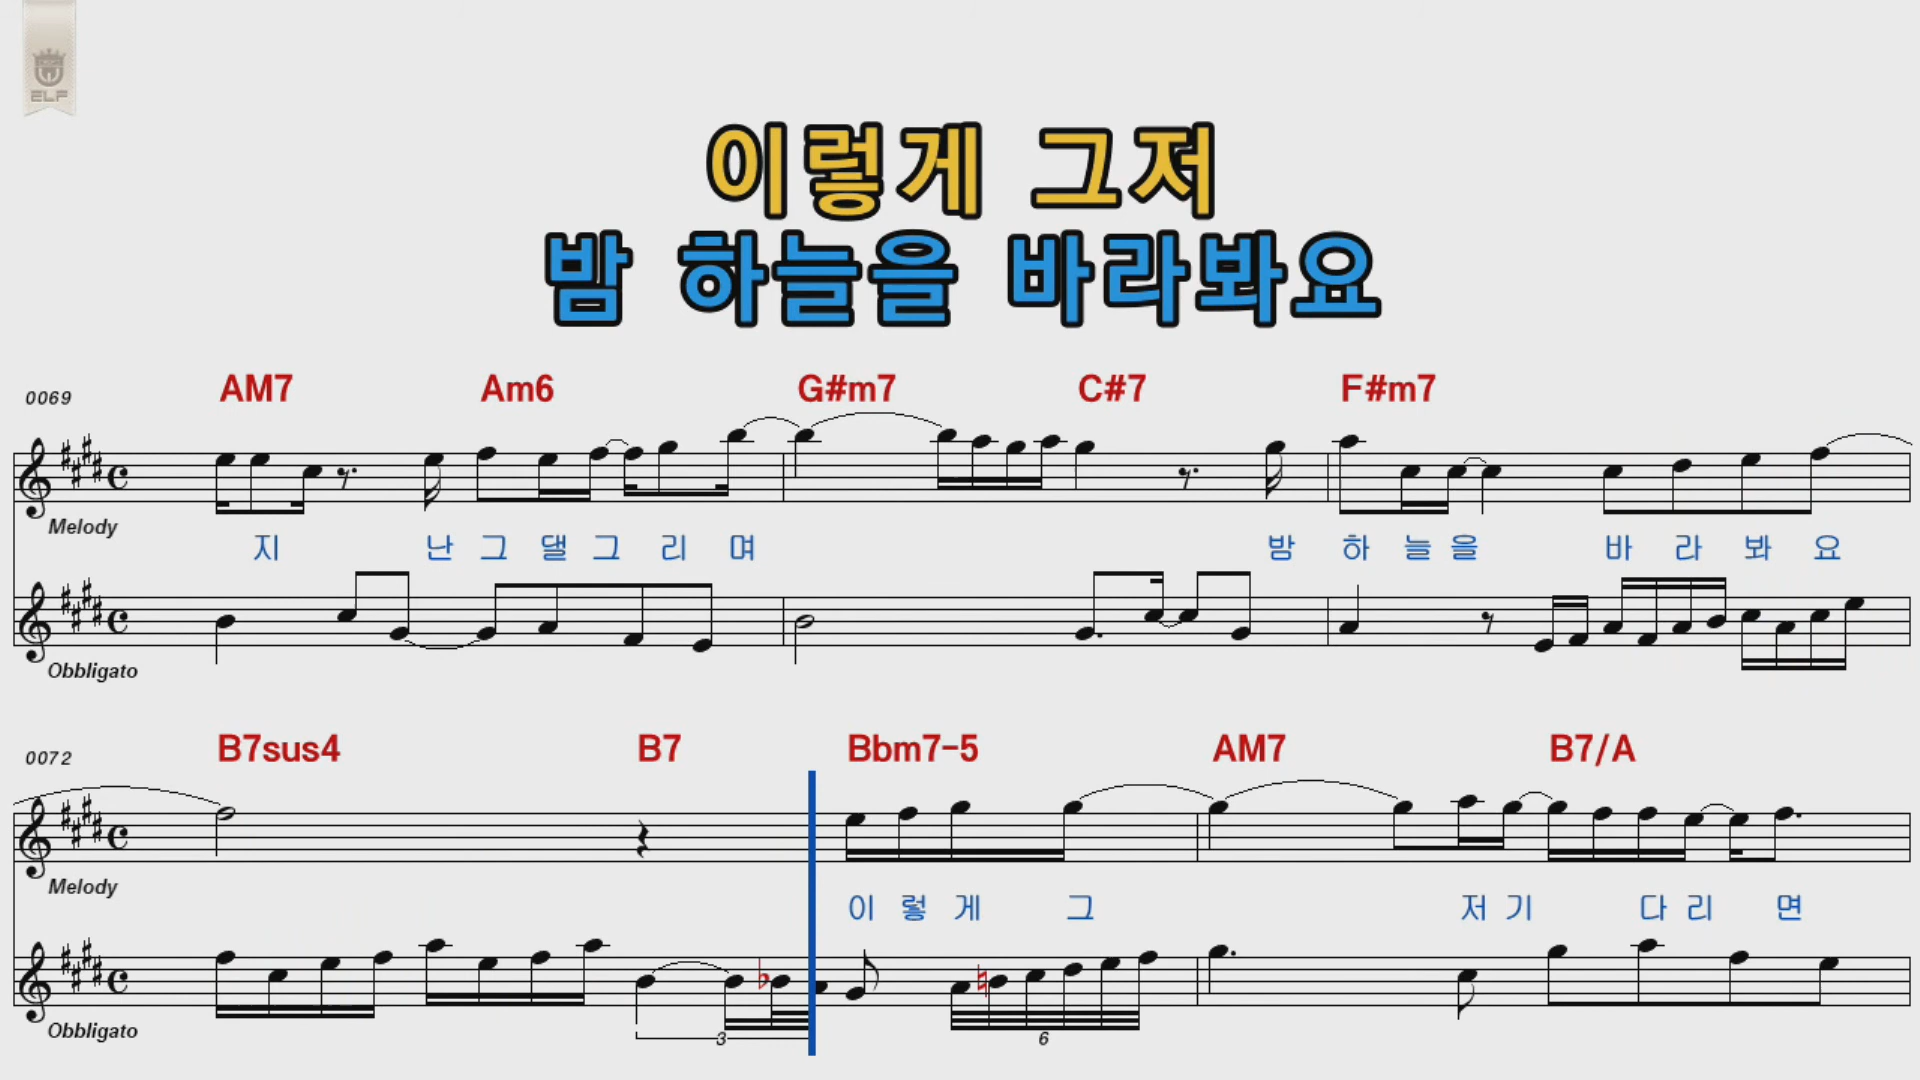 ELF
이렇게 그저
밤 하늘을 바라봐요
0069 AM7 Am6 G#m7 C#7 F#m7
Melody
지 난 그 댈 그 리 며 밤 하 늘 을 바 라 봐 요
Obbligato
0072 B7sus4 B7 Bbm7-5 AM7 B7/A
Melody
이 렇 게 그 저 기 다 리 면
Obbligato
3 6